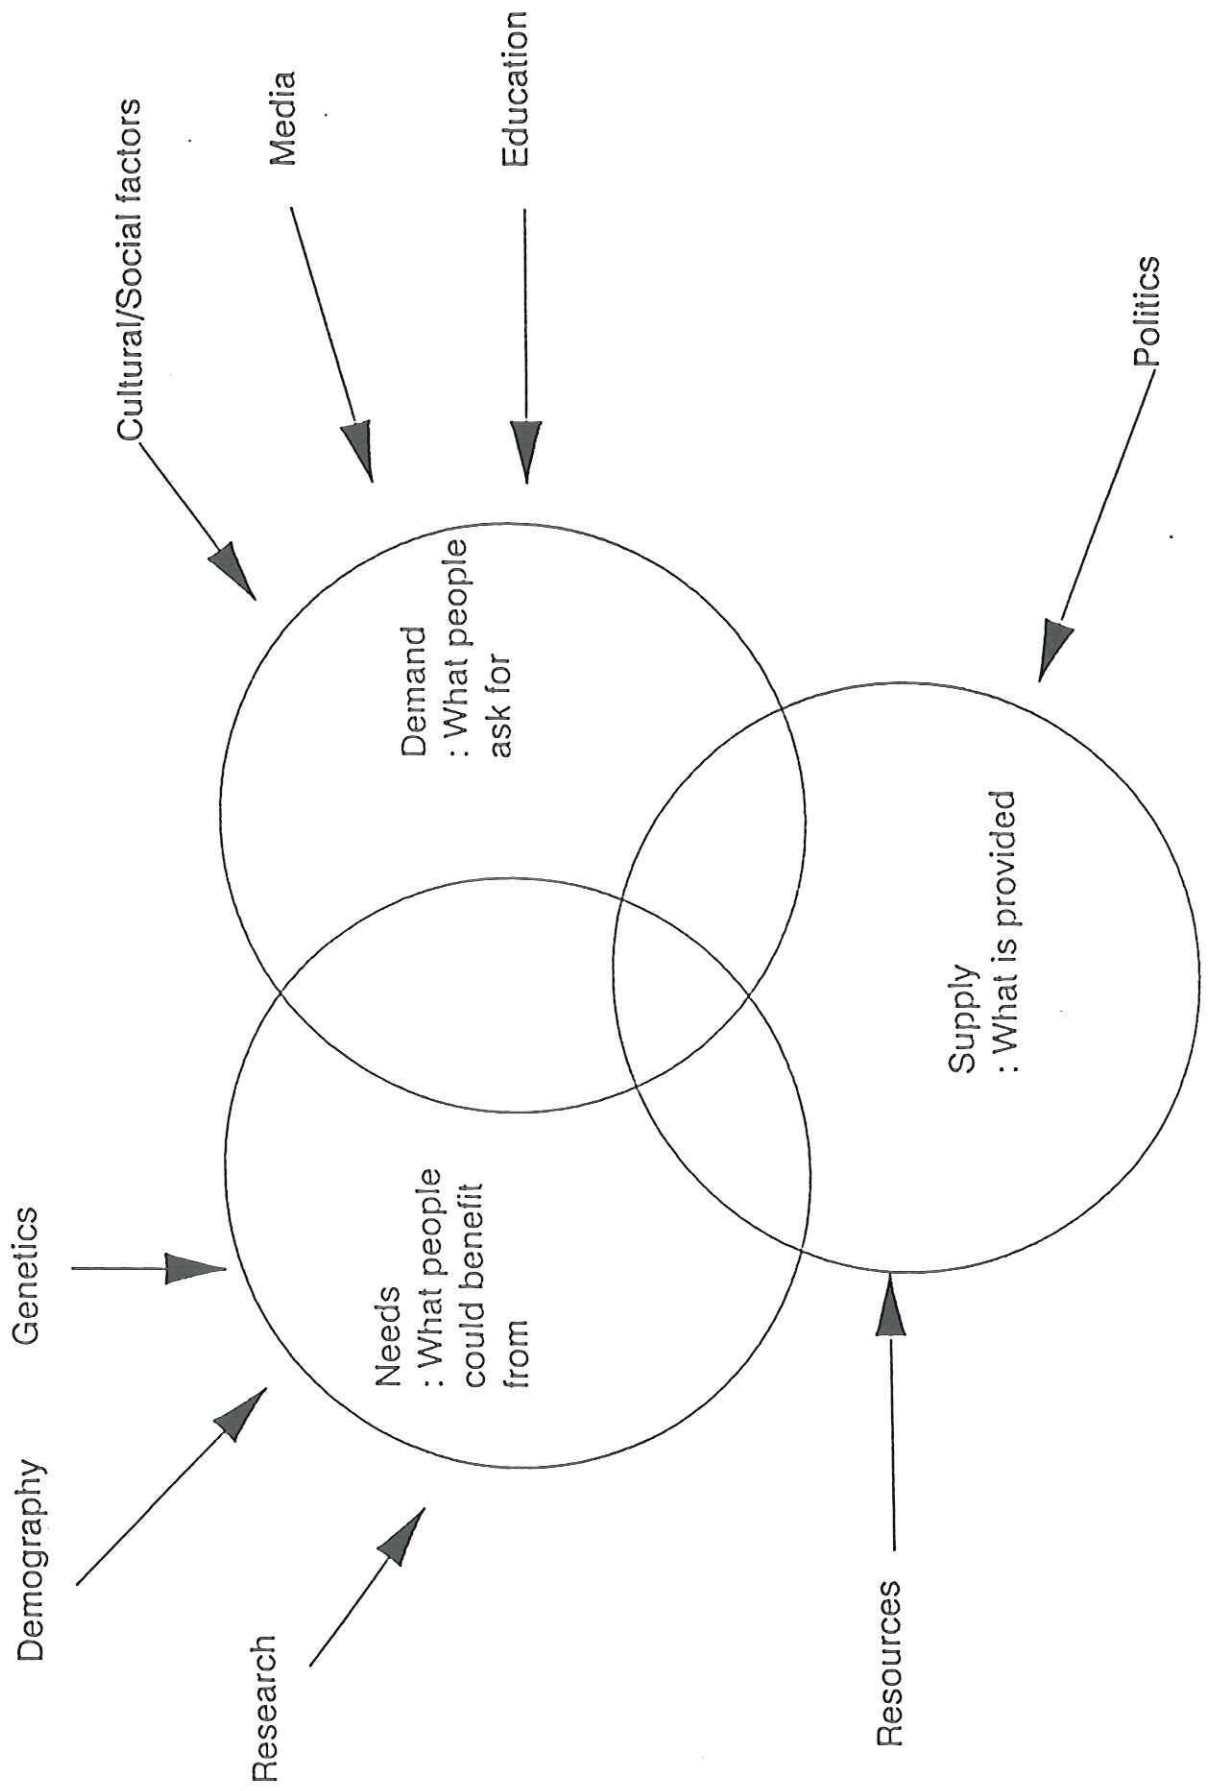 Genetics
Demography
Cultural/Social factors
Research
Media
Needs
: What people
could benefit
from
Demand
: What people
ask for
Education
Resources
Supply
: What is provided
Politics